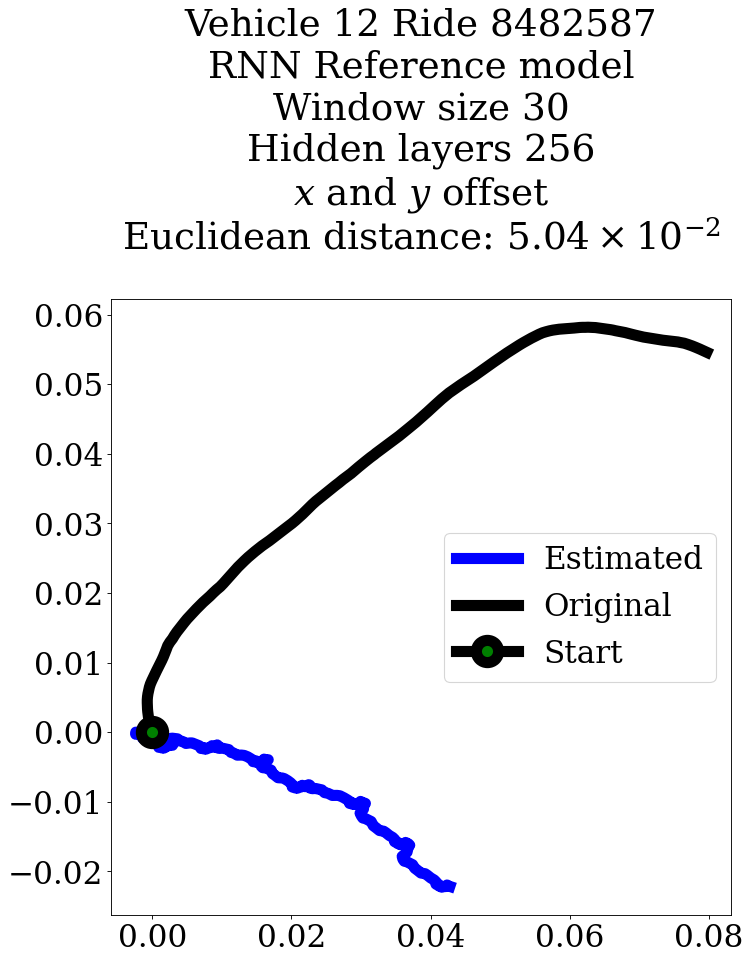 Vehicle 12 Ride 8482587
RNN Reference model
Window size 30
Hidden layers 256
x and y offset
Euclidean distance: 5.04 × 10⁻²
0.06
0.05
0.04
0.03
0.02
0.01
0.00
−0.01
−0.02
Estimated
Original
Start
0.00 0.02 0.04 0.06 0.08